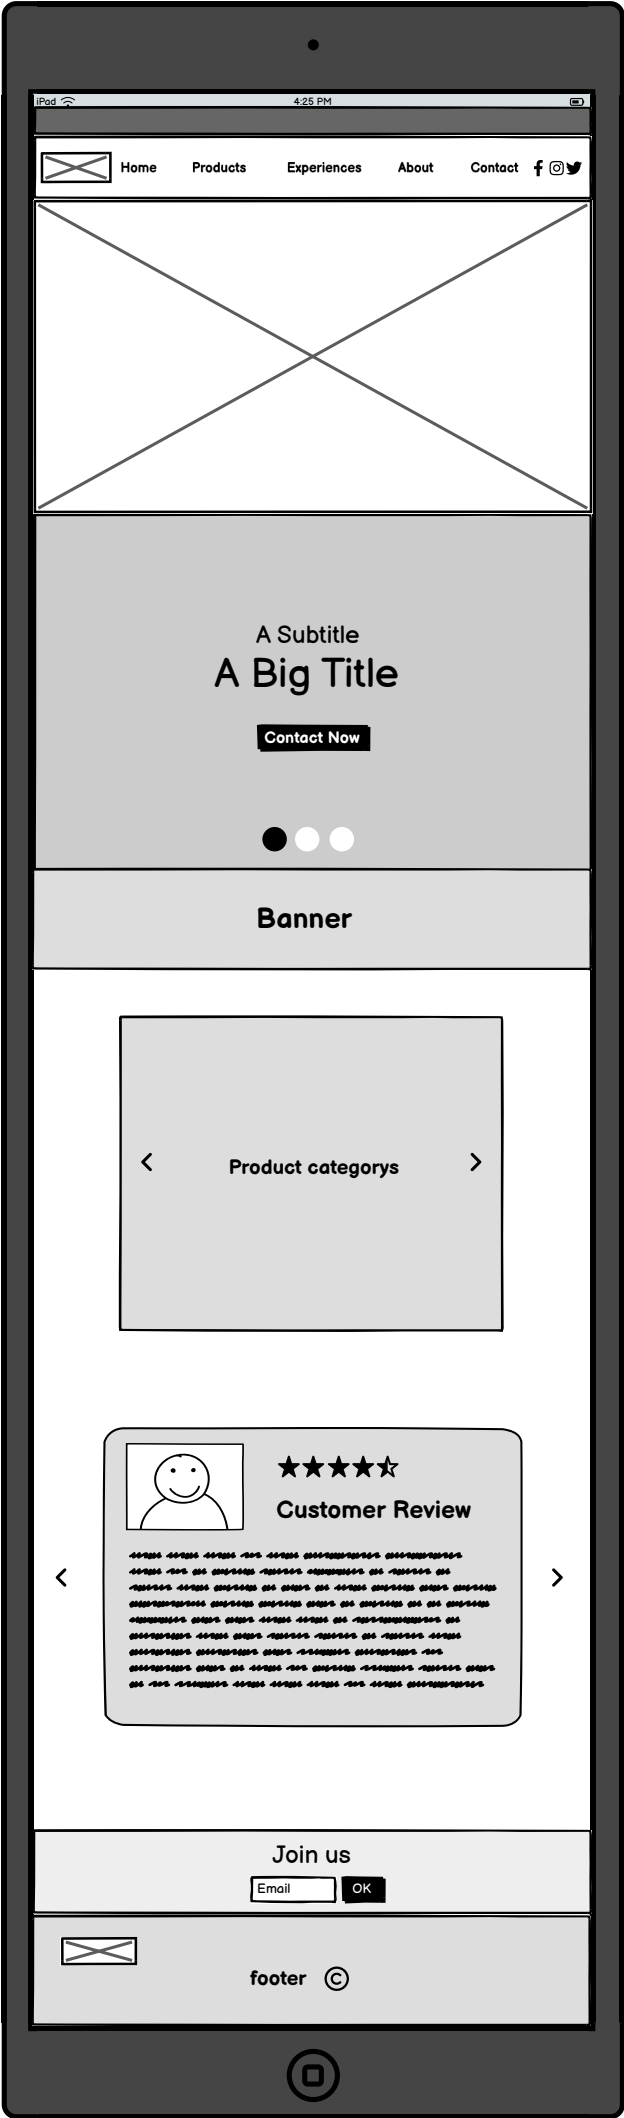 iPad 4:25 PM
Home Products Experiences About Contact
A Subtitle
A Big Title
Contact Now
Banner
Product categorys
Customer Review
Join us
Email OK
footer ©